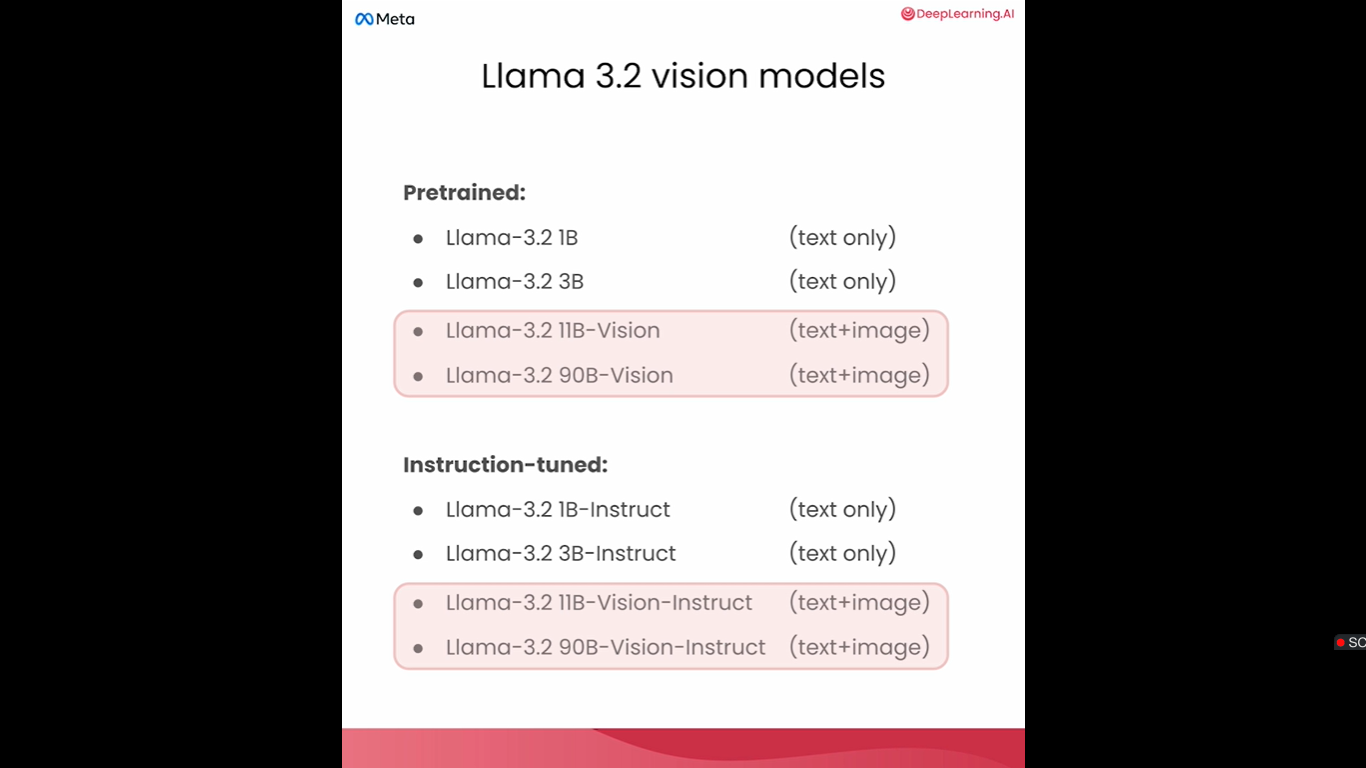 Meta
DeepLearning.AI
Llama 3.2 vision models
Pretrained:
● Llama-3.2 1B (text only)
● Llama-3.2 3B (text only)
● Llama-3.2 11B-Vision (text+image)
● Llama-3.2 90B-Vision (text+image)
Instruction-tuned:
● Llama-3.2 1B-Instruct (text only)
● Llama-3.2 3B-Instruct (text only)
● Llama-3.2 11B-Vision-Instruct (text+image)
● Llama-3.2 90B-Vision-Instruct (text+image)
SC